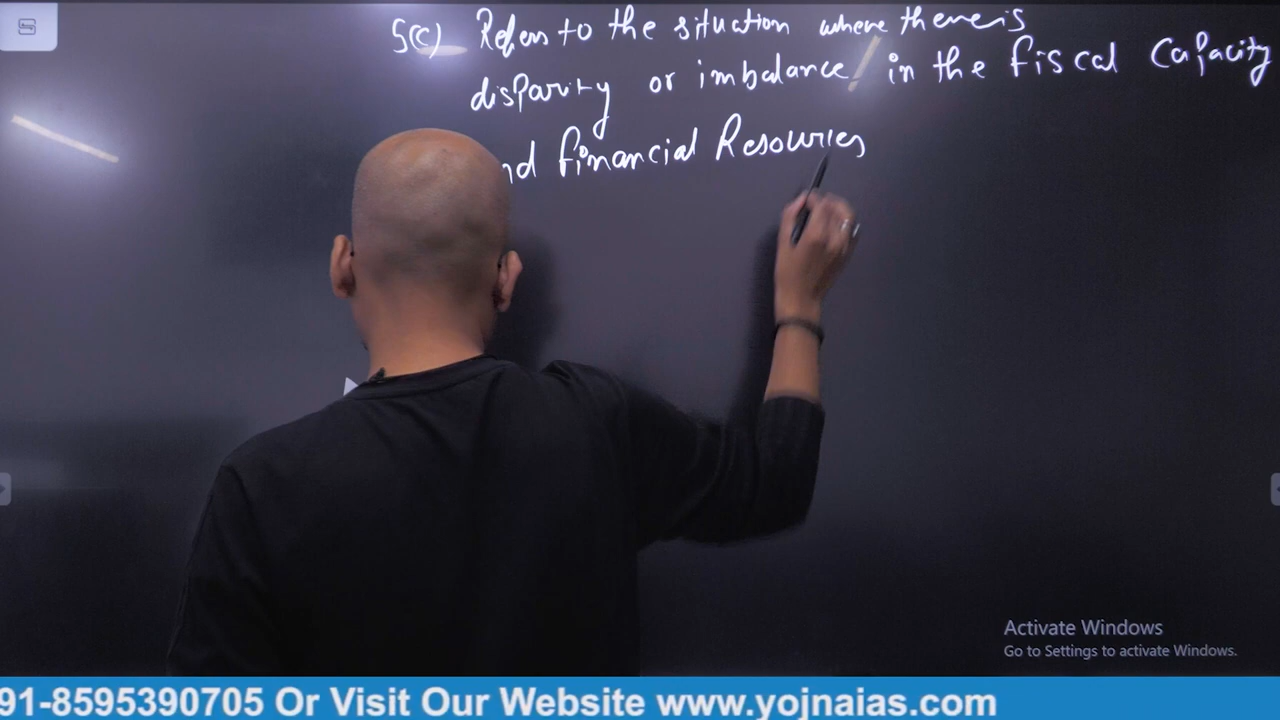 5(c) Refers to the situation where there is
disparity or imbalance in the fiscal Capacity
nd financial Resources
Activate Windows
Go to Settings to activate Windows.
91-8595390705 Or Visit Our Website www.yojnaias.com